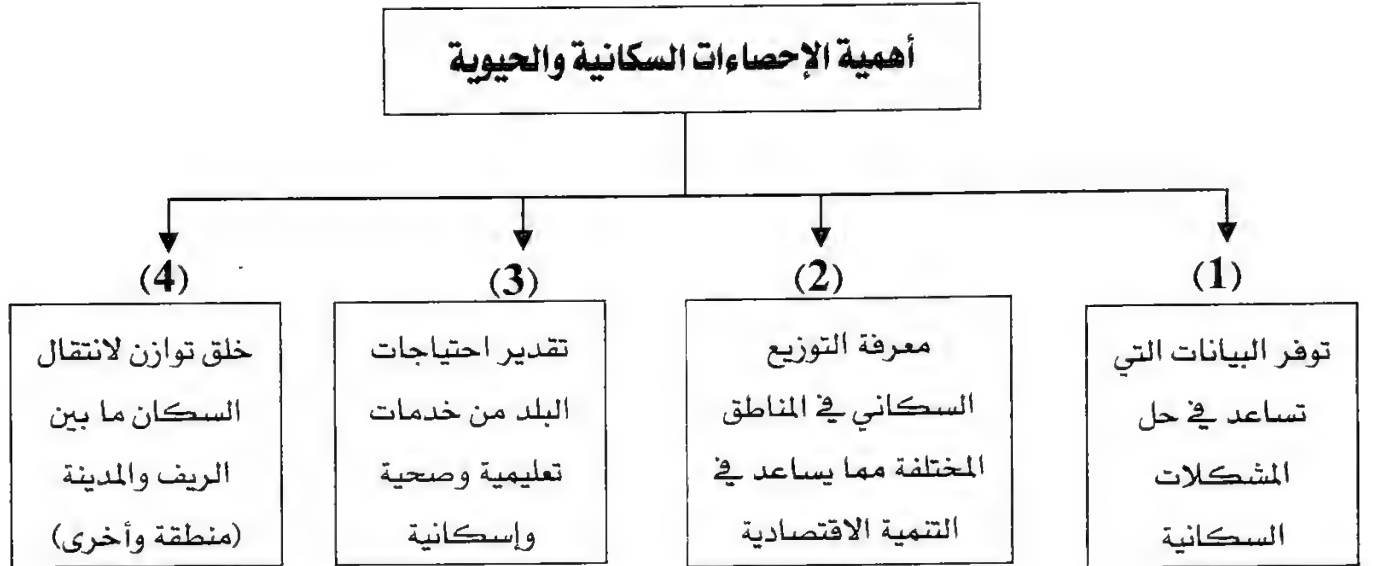 أهمية الإحصاءات السكانية والحيوية
(1)
توفر البيانات التي
تساعد في حل
المشكلات
السكانية
(2)
معرفة التوزيع
السكاني في المناطق
المختلفة مما يساعد في
التنمية الاقتصادية
(3)
تقدير احتياجات
البلد من خدمات
تعليمية وصحية
وإسكانية
(4)
خلق توازن لانتقال
السكان ما بين
الريف والمدينة
(منطقة وأخرى)